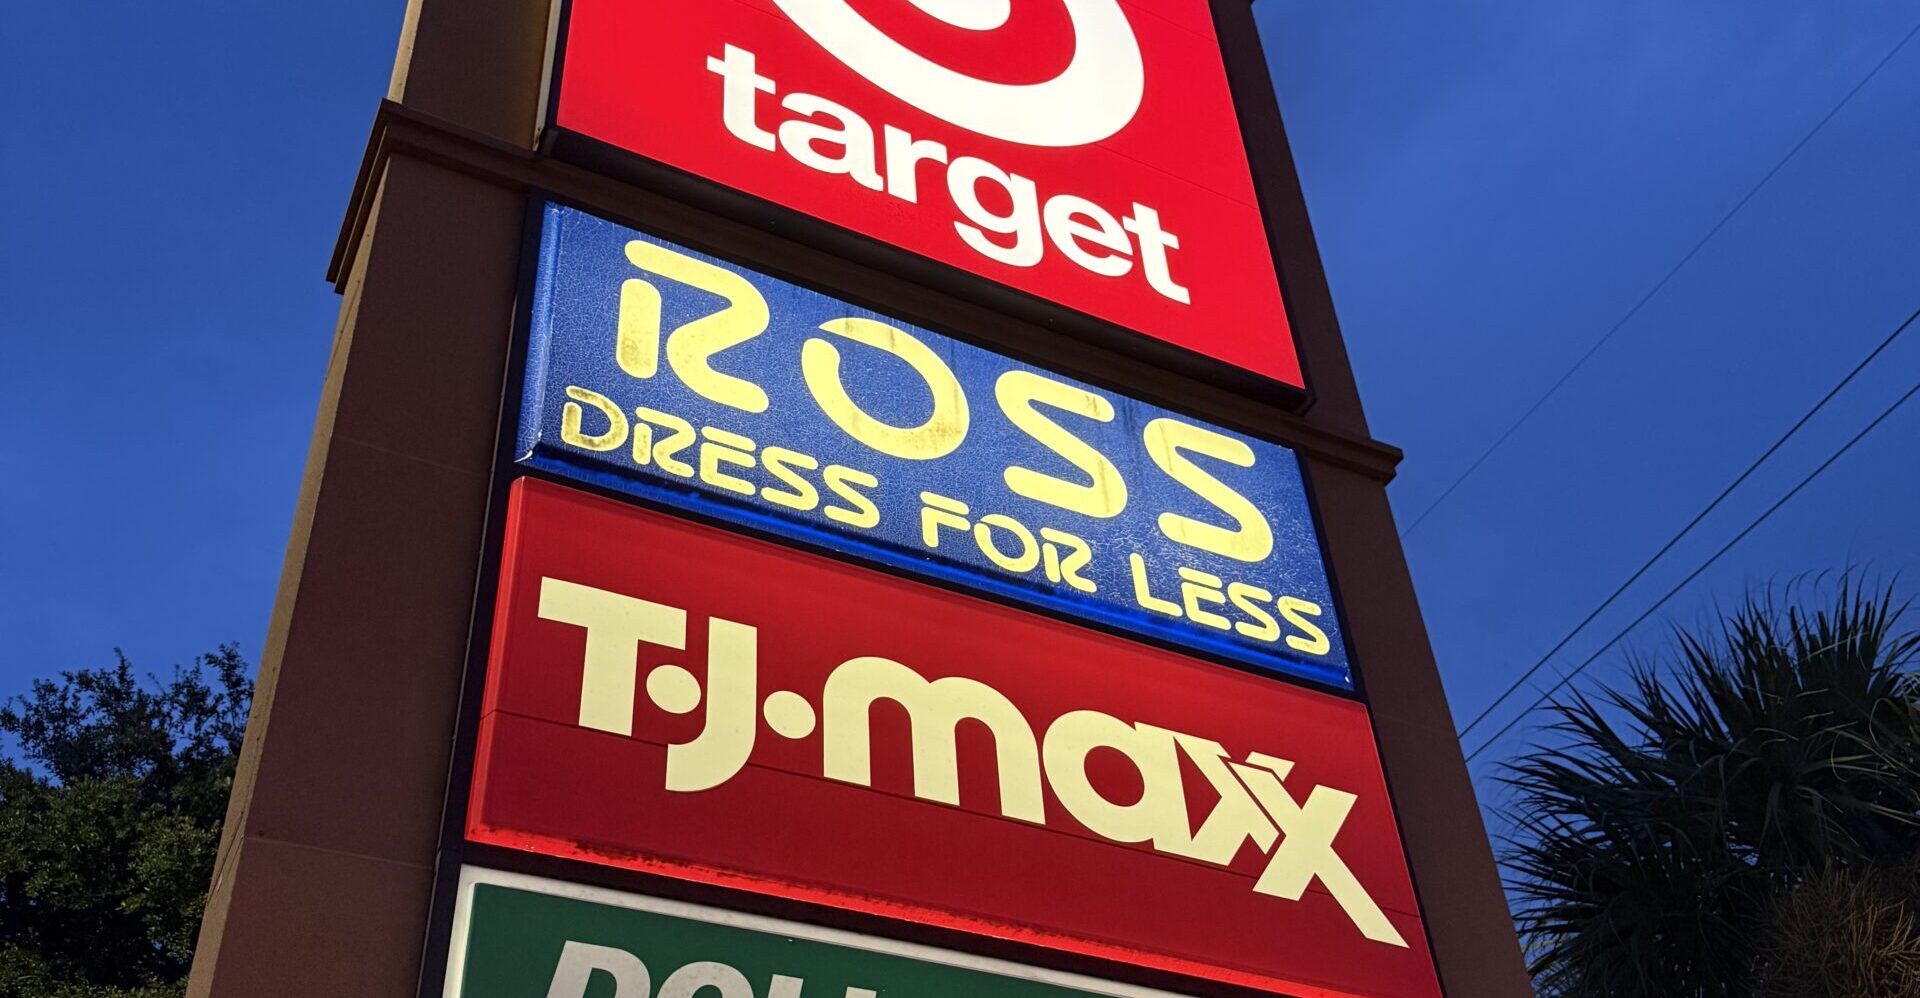 target
ROSS
DRESS FOR LESS
T·J·maxx